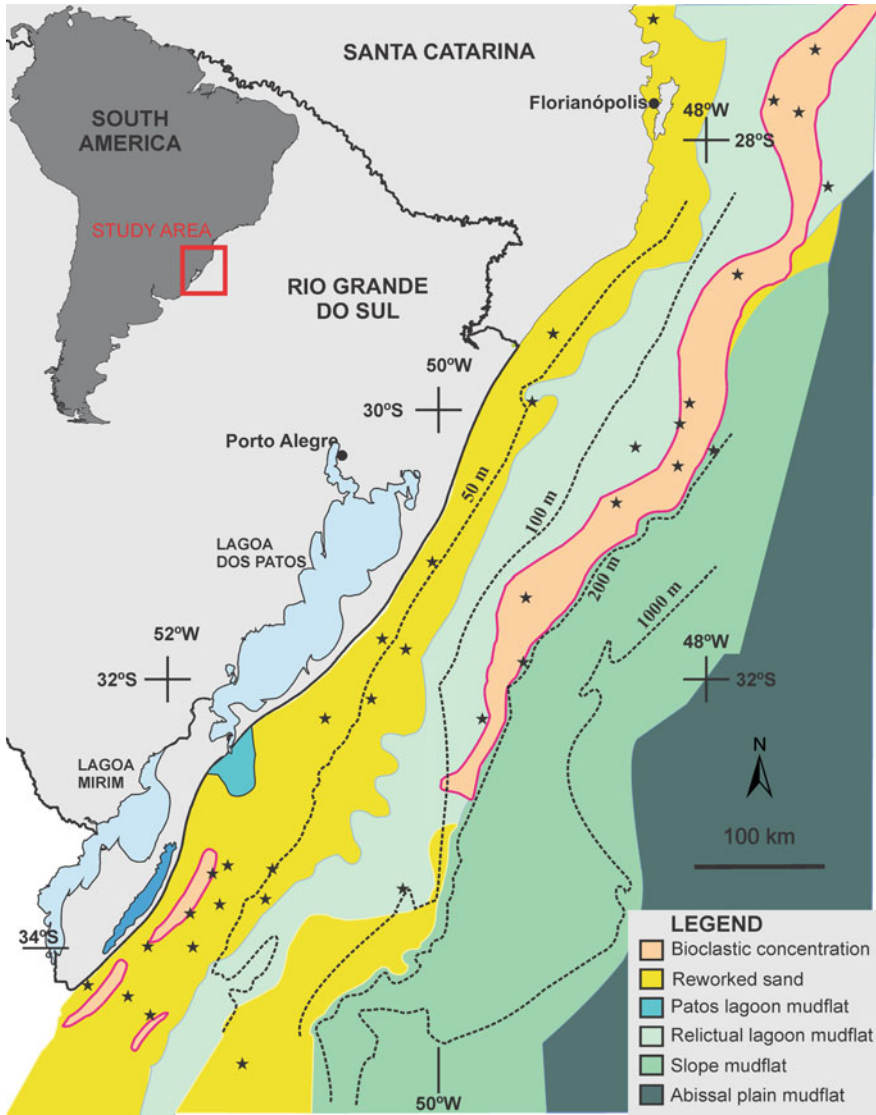 SANTA CATARINA
Florianópolis
48ºW
28ºS
SOUTH
AMERICA
STUDY AREA
RIO GRANDE
DO SUL
50ºW
30ºS
Porto Alegre
50 m
100 m
LAGOA
DOS PATOS
200 m
1000 m
52ºW
32ºS
48ºW
32ºS
LAGOA
MIRIM
N
100 km
34ºS
LEGEND
Bioclastic concentration
Reworked sand
Patos lagoon mudflat
Relictual lagoon mudflat
Slope mudflat
Abissal plain mudflat
50ºW